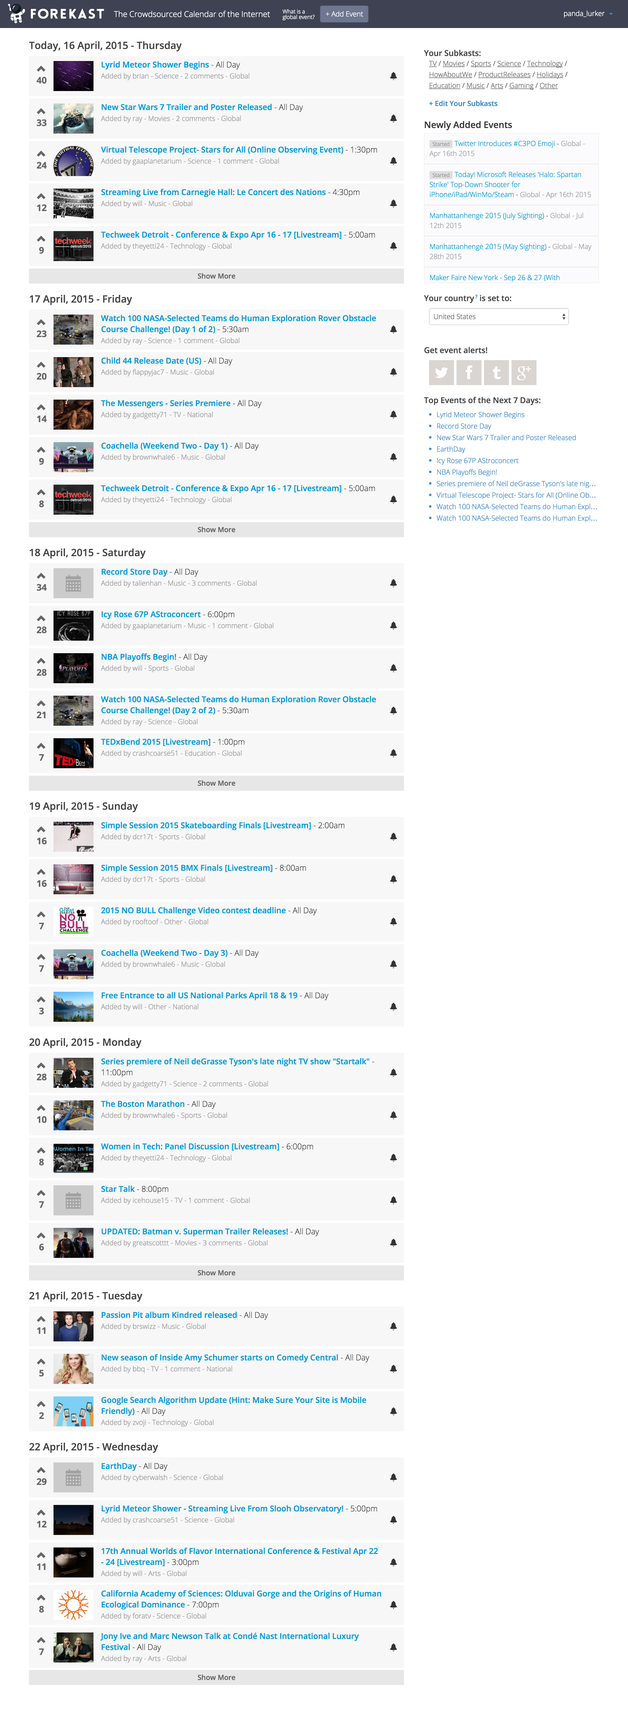 FOREKAST The Crowdsourced Calendar of the Internet What is a global event? + Add Event panda_lurker
Today, 16 April, 2015 - Thursday
40
Lyrid Meteor Shower Begins - All Day
Added by brian - Science - 2 comments - Global
33
New Star Wars 7 Trailer and Poster Released - All Day
Added by ray - Movies - 2 comments - Global
24
Virtual Telescope Project- Stars for All (Online Observing Event) - 1:30pm
Added by gaaplanetarium - Science - 1 comment - Global
12
Streaming Live from Carnegie Hall: Le Concert des Nations - 4:30pm
Added by will - Music - Global
9
techweek
Techweek Detroit - Conference & Expo Apr 16 - 17 [Livestream] - 5:00am
Added by theyetti24 - Technology - Global
Show More
17 April, 2015 - Friday
23
Watch 100 NASA-Selected Teams do Human Exploration Rover Obstacle
Course Challenge! (Day 1 of 2) - 5:30am
Added by ray - Science - 1 comment - Global
20
Child 44 Release Date (US) - All Day
Added by flappyjac7 - Music - Global
14
The Messengers - Series Premiere - All Day
Added by gadgetty71 - TV - National
9
Coachella (Weekend Two - Day 1) - All Day
Added by brownwhale6 - Music - Global
8
techweek
Techweek Detroit - Conference & Expo Apr 16 - 17 [Livestream] - 5:00am
Added by theyetti24 - Technology - Global
Show More
18 April, 2015 - Saturday
34
Record Store Day - All Day
Added by tallenhan - Music - 3 comments - Global
28
ICY ROSE 67P
Icy Rose 67P AStroconcert - 6:00pm
Added by gaaplanetarium - Music - 1 comment - Global
28
PLAYOFFS
NBA Playoffs Begin! - All Day
Added by will - Sports - Global
21
Watch 100 NASA-Selected Teams do Human Exploration Rover Obstacle
Course Challenge! (Day 2 of 2) - 5:30am
Added by ray - Science - Global
7
TEDxBend
TEDxBend 2015 [Livestream] - 1:00pm
Added by crashcoarse51 - Education - Global
Show More
19 April, 2015 - Sunday
16
Simple Session 2015 Skateboarding Finals [Livestream] - 2:00am
Added by dcr17t - Sports - Global
16
Simple Session 2015 BMX Finals [Livestream] - 8:00am
Added by dcr17t - Sports - Global
7
NO BULL CHALLENGE
2015 NO BULL Challenge Video contest deadline - All Day
Added by rooftoof - Other - Global
7
Coachella (Weekend Two - Day 3) - All Day
Added by brownwhale6 - Music - Global
3
Free Entrance to all US National Parks April 18 & 19 - All Day
Added by will - Other - National
20 April, 2015 - Monday
28
Series premiere of Neil deGrasse Tyson's late night TV show "Startalk" -
11:00pm
Added by gadgetty71 - Science - 2 comments - Global
10
The Boston Marathon - All Day
Added by brownwhale6 - Sports - Global
8
Women In Te
Women in Tech: Panel Discussion [Livestream] - 6:00pm
Added by theyetti24 - Technology - Global
7
Star Talk - 8:00pm
Added by icehouse15 - TV - 1 comment - Global
6
UPDATED: Batman v. Superman Trailer Releases! - All Day
Added by greatscotttt - Movies - 3 comments - Global
Show More
21 April, 2015 - Tuesday
11
Passion Pit album Kindred released - All Day
Added by brswizz - Music - Global
5
New season of Inside Amy Schumer starts on Comedy Central - All Day
Added by bbq - TV - 1 comment - National
2
Google Search Algorithm Update (Hint: Make Sure Your Site is Mobile
Friendly) - All Day
Added by zvoji - Technology - Global
22 April, 2015 - Wednesday
29
EarthDay - All Day
Added by cyberwalsh - Science - Global
12
Lyrid Meteor Shower - Streaming Live From Slooh Observatory! - 5:00pm
Added by crashcoarse51 - Science - Global
11
17th Annual Worlds of Flavor International Conference & Festival Apr 22
- 24 [Livestream] - 3:00pm
Added by will - Arts - Global
8
California Academy of Sciences: Olduvai Gorge and the Origins of Human
Ecological Dominance - 7:00pm
Added by foratv - Science - Global
7
Jony Ive and Marc Newson Talk at Condé Nast International Luxury
Festival - All Day
Added by ray - Arts - Global
Show More
Your Subkasts:
TV / Movies / Sports / Science / Technology /
HowAboutWe / ProductReleases / Holidays /
Education / Music / Arts / Gaming / Other
+ Edit Your Subkasts
Newly Added Events
Started Twitter Introduces #C3PO Emoji - Global -
Apr 16th 2015
Started Today! Microsoft Releases 'Halo: Spartan
Strike' Top-Down Shooter for
iPhone/iPad/WinMo/Steam - Global - Apr 16th 2015
Manhattanhenge 2015 (July Sighting) - Global - Jul
12th 2015
Manhattanhenge 2015 (May Sighting) - Global - May
28th 2015
Maker Faire New York - Sep 26 & 27 (With
Your country? is set to:
United States
Get event alerts!
Top Events of the Next 7 Days:
Lyrid Meteor Shower Begins
Record Store Day
New Star Wars 7 Trailer and Poster Released
EarthDay
Icy Rose 67P AStroconcert
NBA Playoffs Begin!
Series premiere of Neil deGrasse Tyson's late nig...
Virtual Telescope Project- Stars for All (Online Ob...
Watch 100 NASA-Selected Teams do Human Expl...
Watch 100 NASA-Selected Teams do Human Expl...